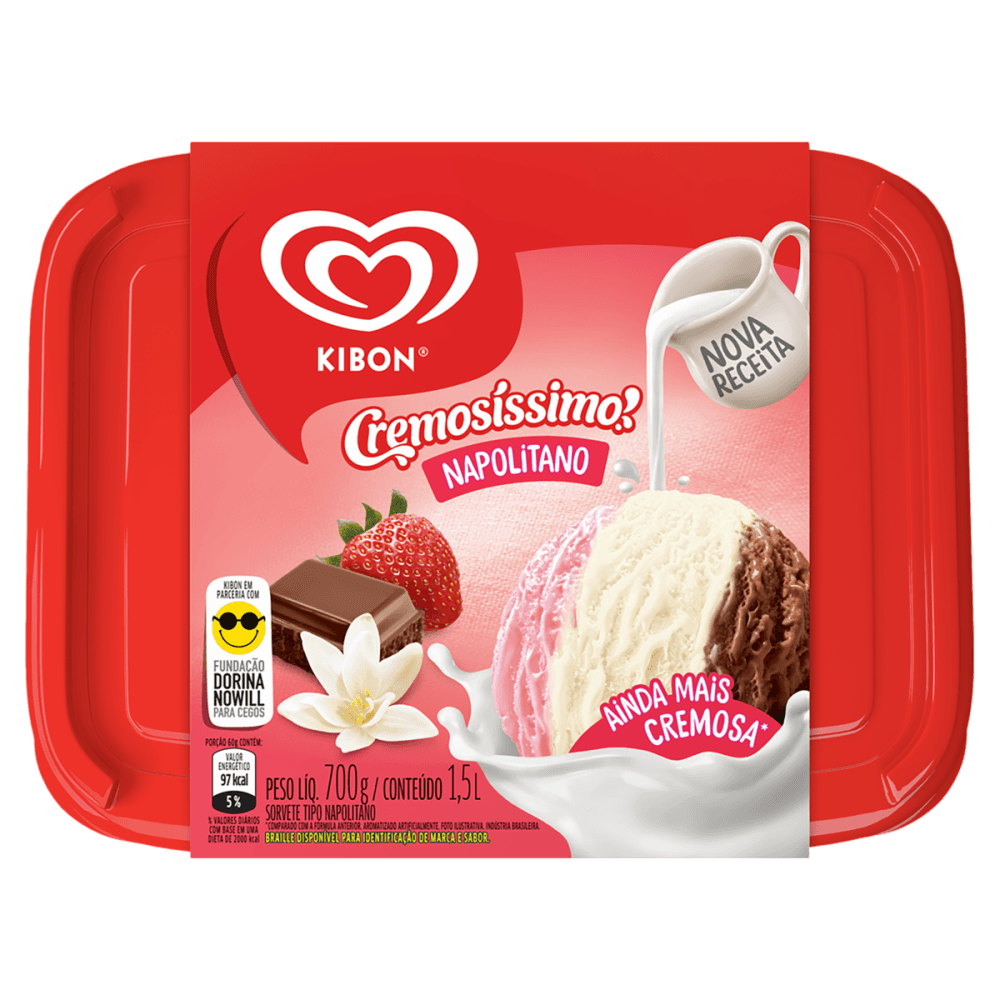 KIBON®
NOVA
RECEITA
Cremosíssimo!
NAPOLITANO
KIBON EM
PARCERIA COM
FUNDAÇÃO
DORINA
NOWILL
PARA CEGOS
AINDA MAIS
CREMOSA*
PORÇÃO 60g CONTÉM:
VALOR
ENERGÉTICO
97 kcal
5%
% VALORES DIÁRIOS
COM BASE EM UMA
DIETA DE 2000 kcal
PESO LÍQ. 700g / CONTEÚDO 1,5L
SORVETE TIPO NAPOLITANO
*COMPARADO COM A FÓRMULA ANTERIOR. AROMATIZADO ARTIFICIALMENTE. FOTO ILUSTRATIVA. INDÚSTRIA BRASILEIRA.
BRAILLE DISPONÍVEL PARA IDENTIFICAÇÃO DE MARCA E SABOR.